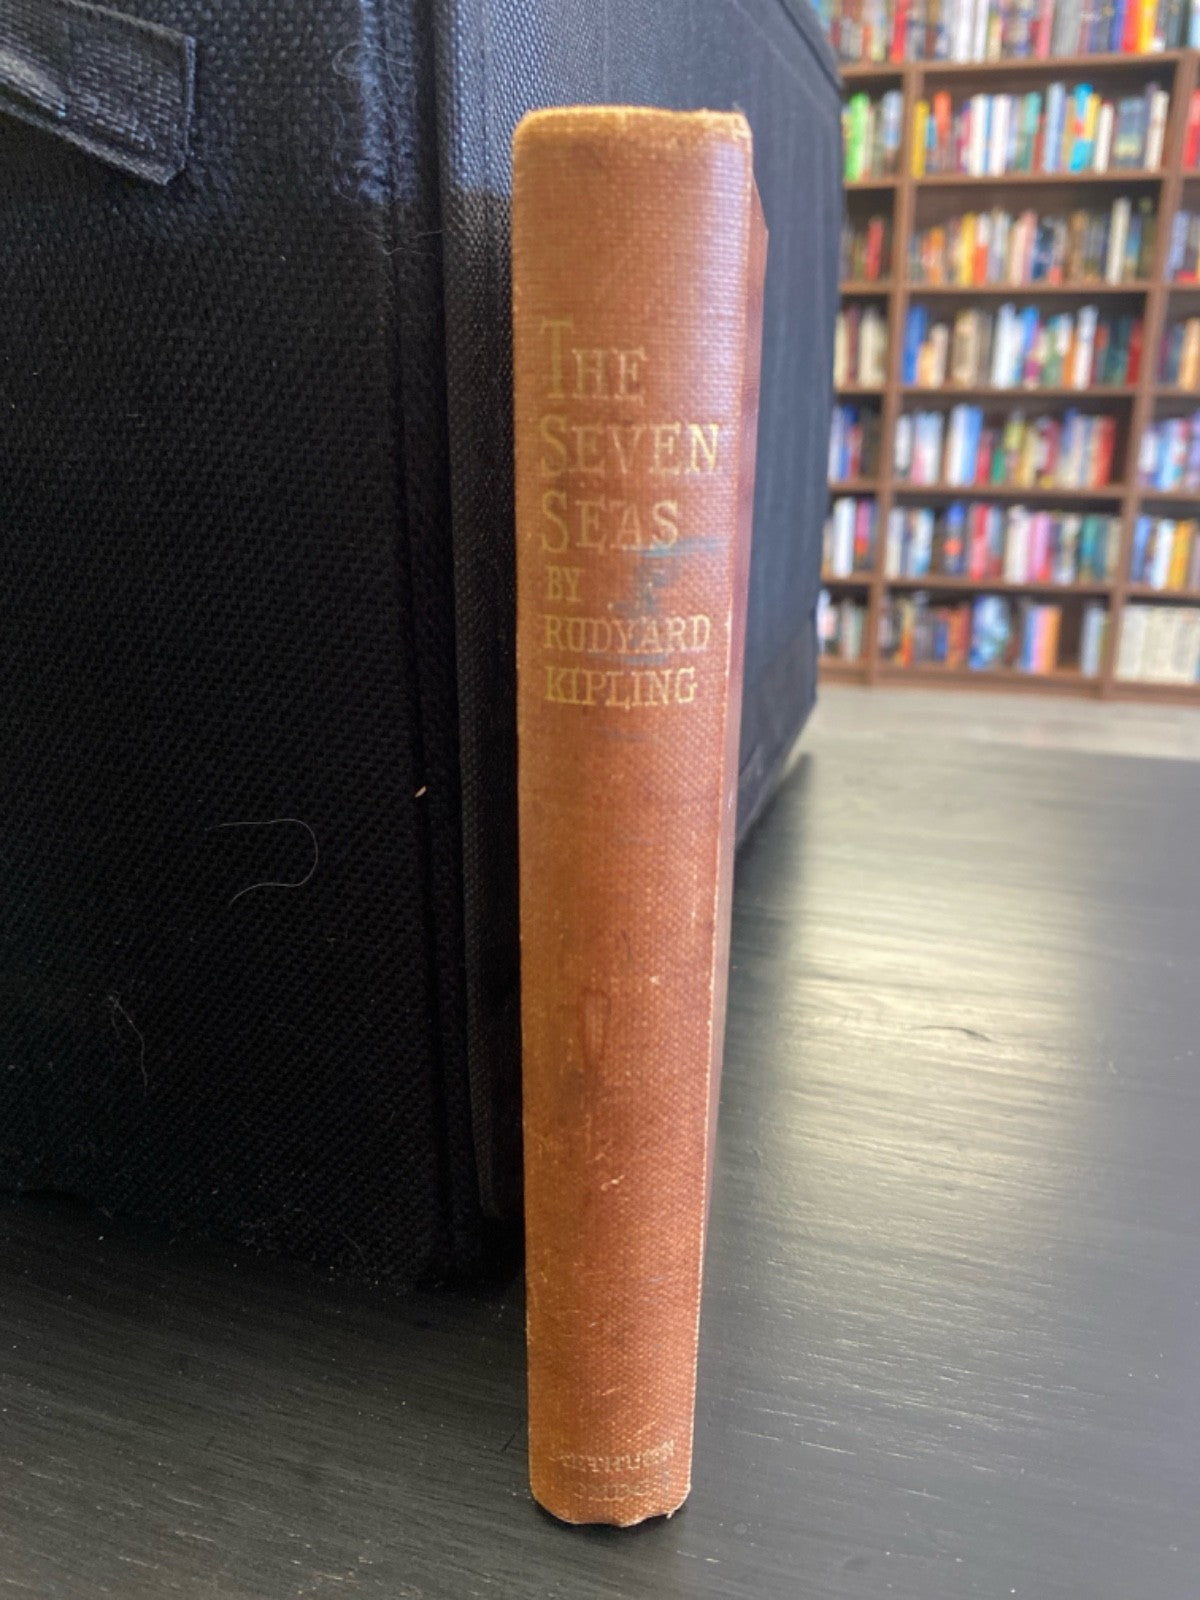 THE
SEVEN
SEAS
BY
RUDYARD
KIPLING